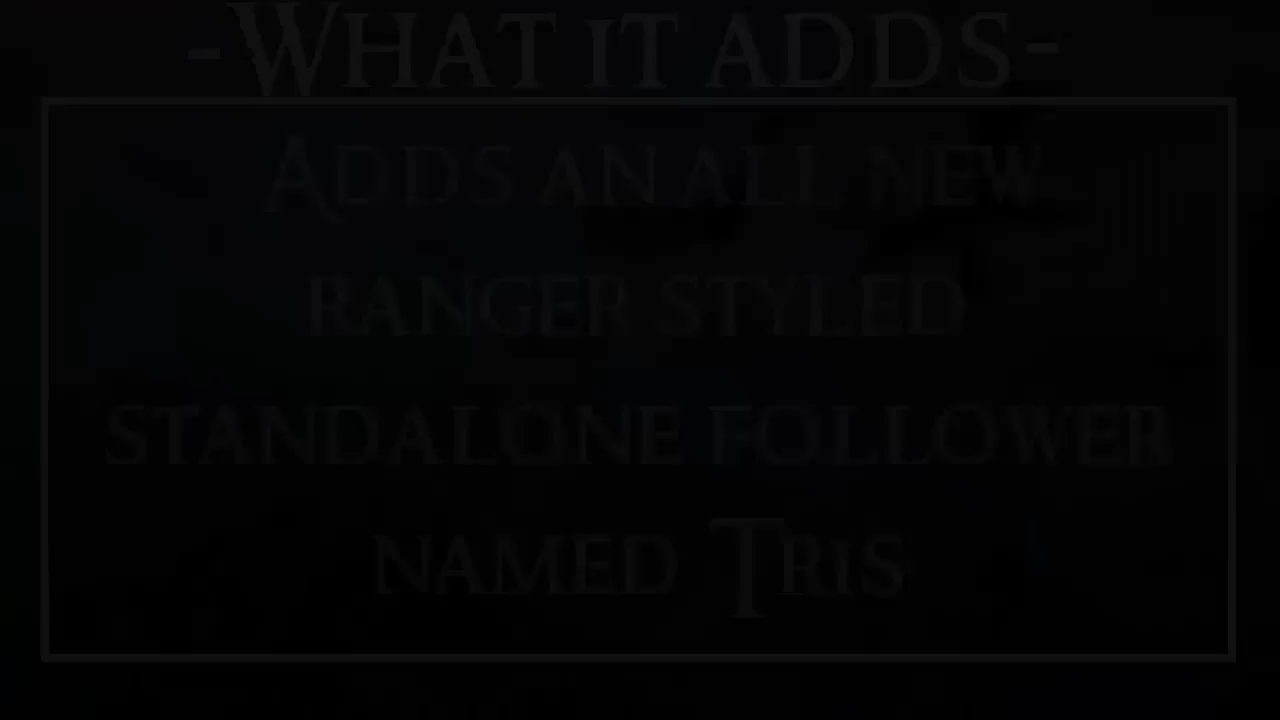 -What it adds-
Adds an all new
ranger styled
standalone follower
named Tris